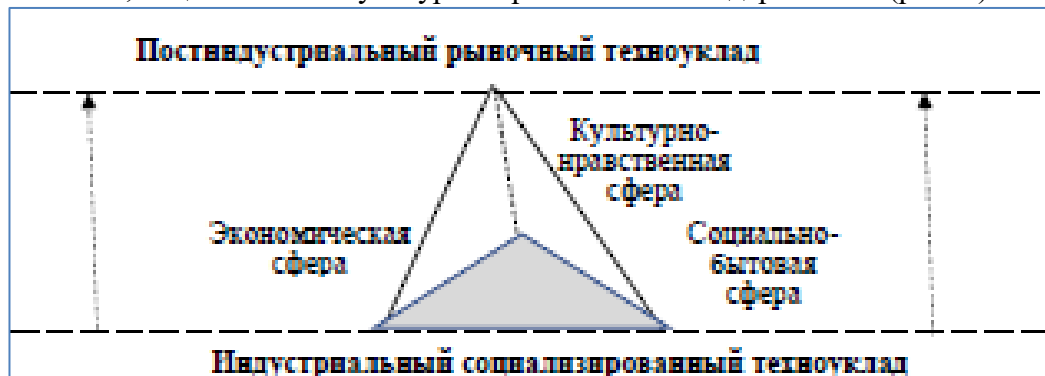 Постиндустриальный рыночный техноуклад
Культурно-
нравственная
сфера
Экономическая
сфера
Социально-
бытовая
сфера
Индустриальный социализированный техноуклад